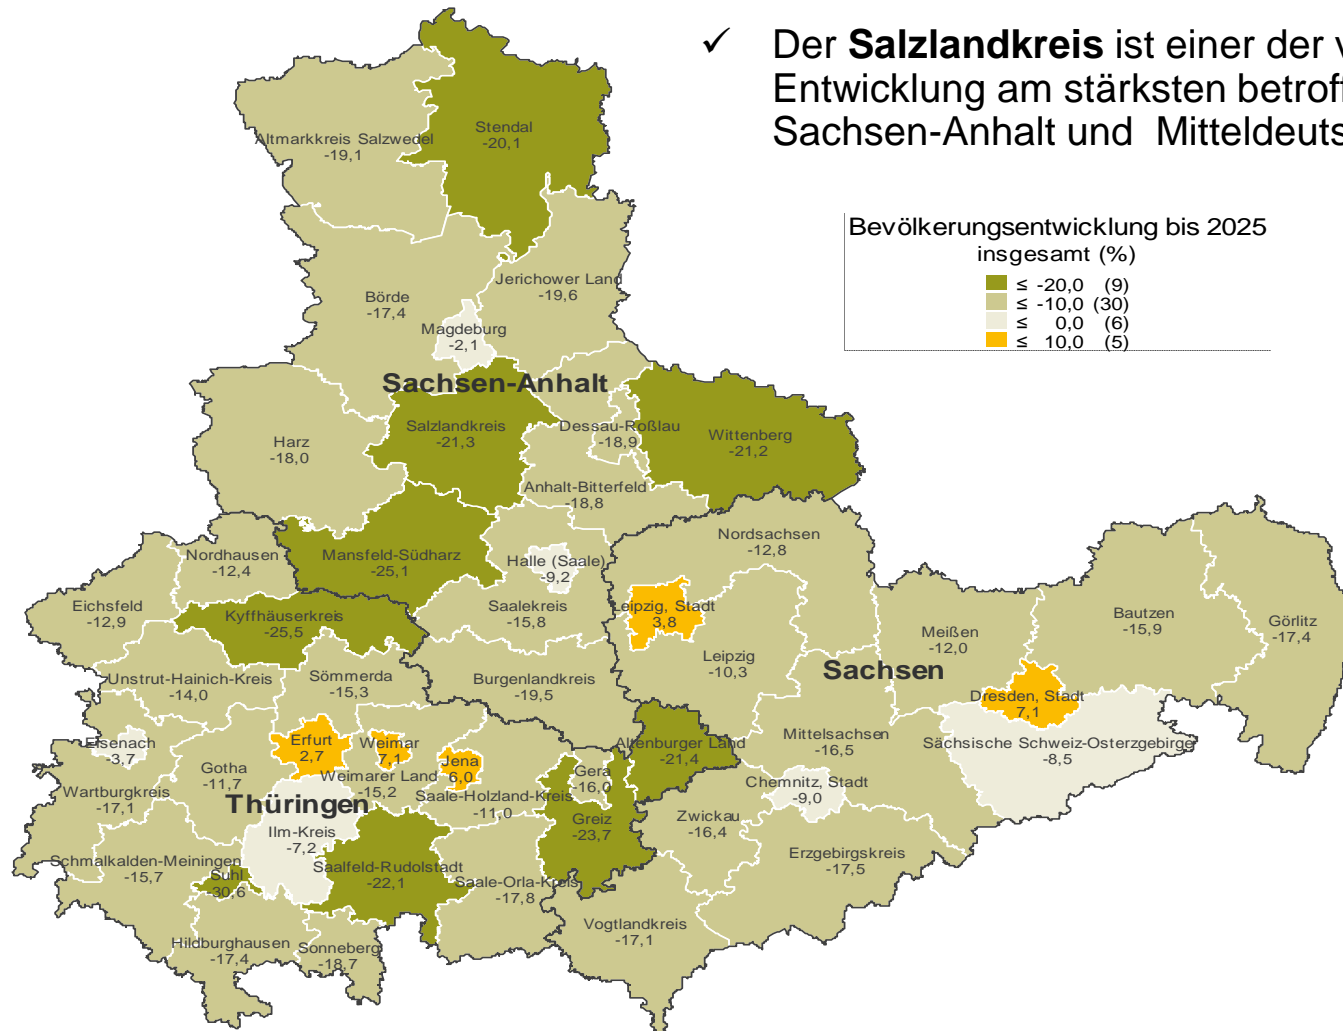 ✓ Der Salzlandkreis ist einer der
Entwicklung am stärksten
Sachsen-Anhalt und Mitteldeuts
Bevölkerungsentwicklung bis 2025
insgesamt (%)
≤ -20,0 (9)
≤ -10,0 (30)
≤ 0,0 (6)
≤ 10,0 (5)
Altmarkkreis Salzwedel
-19,1
Stendal
-20,1
Jerichower Land
-19,6
Börde
-17,4
Magdeburg
-2,1
Sachsen-Anhalt
Salzlandkreis
-21,3
Dessau-Roßlau
-18,9
Wittenberg
-21,2
Harz
-18,0
Anhalt-Bitterfeld
-18,8
Nordsachsen
-12,8
Nordhausen
-12,4
Mansfeld-Südharz
-25,1
Halle (Saale)
-9,2
Eichsfeld
-12,9
Kyffhäuserkreis
-25,5
Saalekreis
-15,8
Leipzig, Stadt
3,8
Bautzen
-15,9
Görlitz
-17,4
Meißen
-12,0
Leipzig
-10,3
Sachsen
Unstrut-Hainich-Kreis
-14,0
Sömmerda
-15,3
Burgenlandkreis
-19,5
Dresden, Stadt
7,1
Eisenach
-3,7
Erfurt
2,7
Weimar
7,1
Jena
6,0
Altenburger Land
-21,4
Mittelsachsen
-16,5
Sächsische Schweiz-Osterzgebirge
-8,5
Gotha
-11,7
Weimarer Land
-15,2
Gera
-16,0
Chemnitz, Stadt
-9,0
Wartburgkreis
-17,1
Thüringen
Saale-Holzland-Kreis
-11,0
Greiz
-23,7
Zwickau
-16,4
Ilm-Kreis
-7,2
Erzgebirgskreis
-17,5
Schmalkalden-Meiningen
-15,7
Suhl
-30,6
Saalfeld-Rudolstadt
-22,1
Saale-Orla-Kreis
-17,8
Vogtlandkreis
-17,1
Hildburghausen
-17,4
Sonneberg
-18,7